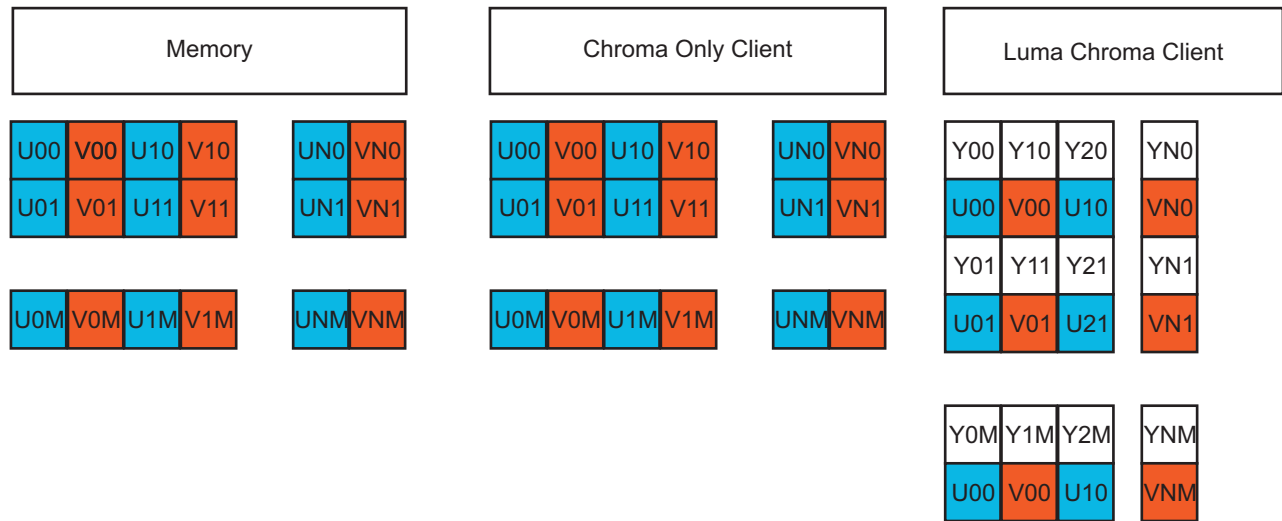 Memory
Chroma Only Client
Luma Chroma Client
U00 V00 U10 V10 UN0 VN0
U01 V01 U11 V11 UN1 VN1
U0M V0M U1M V1M UNM VNM
U00 V00 U10 V10 UN0 VN0
U01 V01 U11 V11 UN1 VN1
U0M V0M U1M V1M UNM VNM
Y00 Y10 Y20 YN0
U00 V00 U10 VN0
Y01 Y11 Y21 YN1
U01 V01 U21 VN1
Y0M Y1M Y2M YNM
U00 V00 U10 VNM